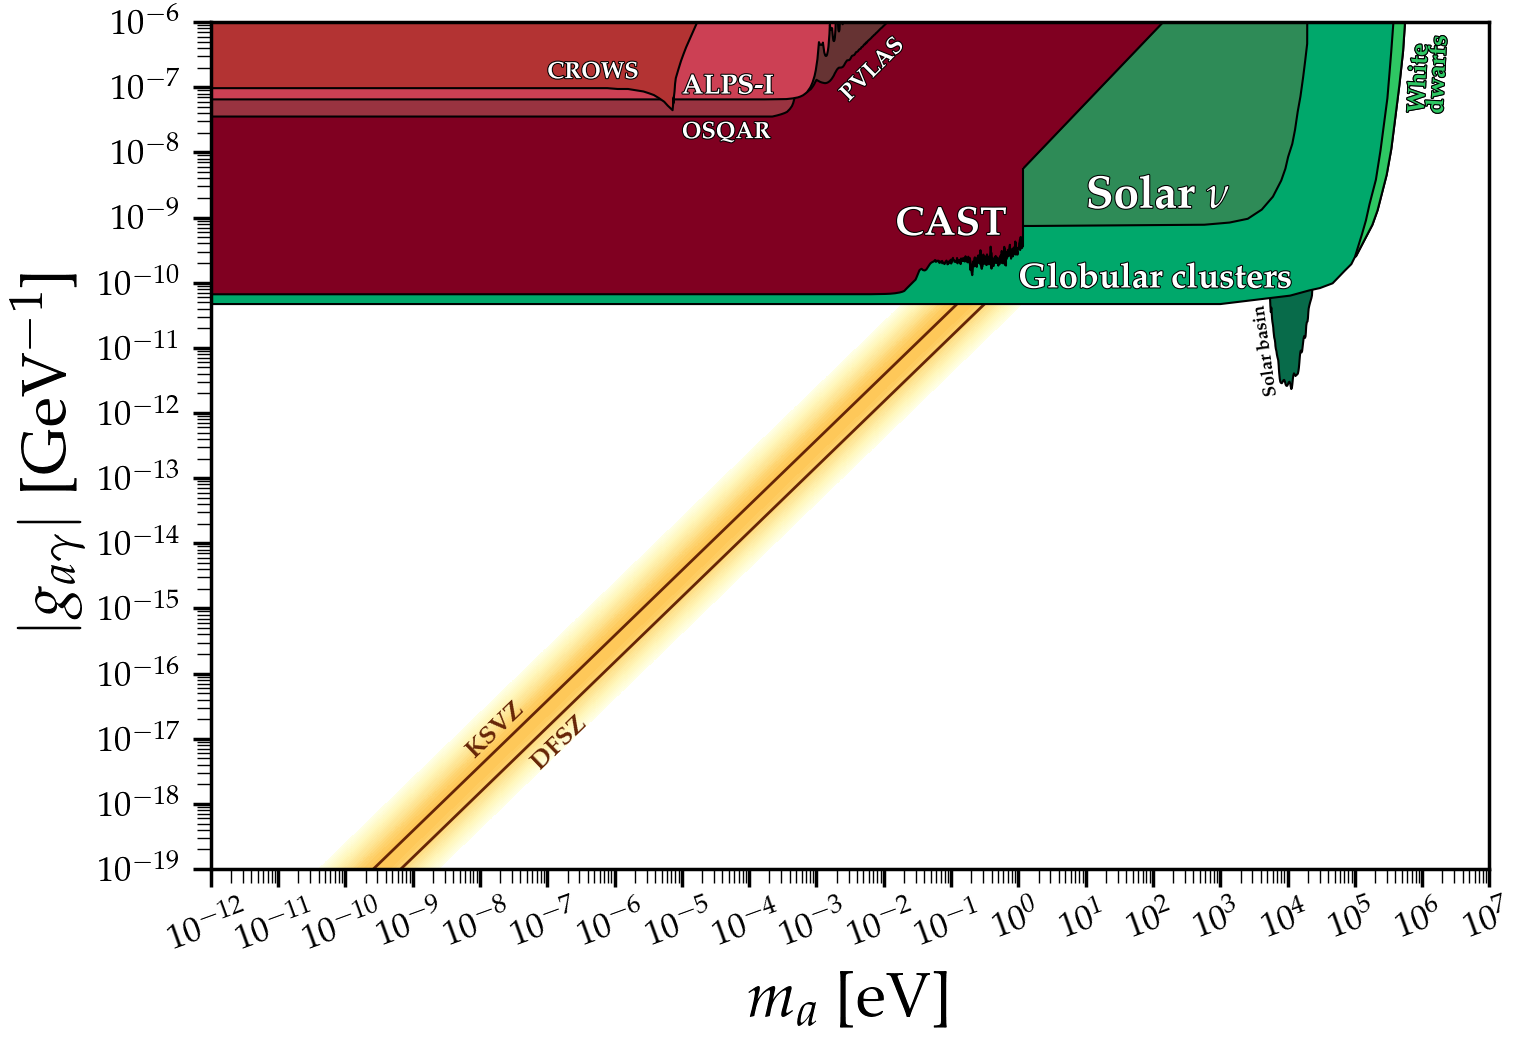 10⁻⁶
10⁻⁷
10⁻⁸
10⁻⁹
10⁻¹⁰
10⁻¹¹
10⁻¹²
10⁻¹³
10⁻¹⁴
10⁻¹⁵
10⁻¹⁶
10⁻¹⁷
10⁻¹⁸
10⁻¹⁹
|g_{aγ}| [GeV⁻¹]
CROWS
ALPS-I
OSQAR
PVLAS
White
dwarfs
Solar ν
CAST
Globular clusters
Solar basin
KSVZ
DFSZ
10⁻¹² 10⁻¹¹ 10⁻¹⁰ 10⁻⁹ 10⁻⁸ 10⁻⁷ 10⁻⁶ 10⁻⁵ 10⁻⁴ 10⁻³ 10⁻² 10⁻¹ 10⁰ 10¹ 10² 10³ 10⁴ 10⁵ 10⁶ 10⁷
mₐ [eV]